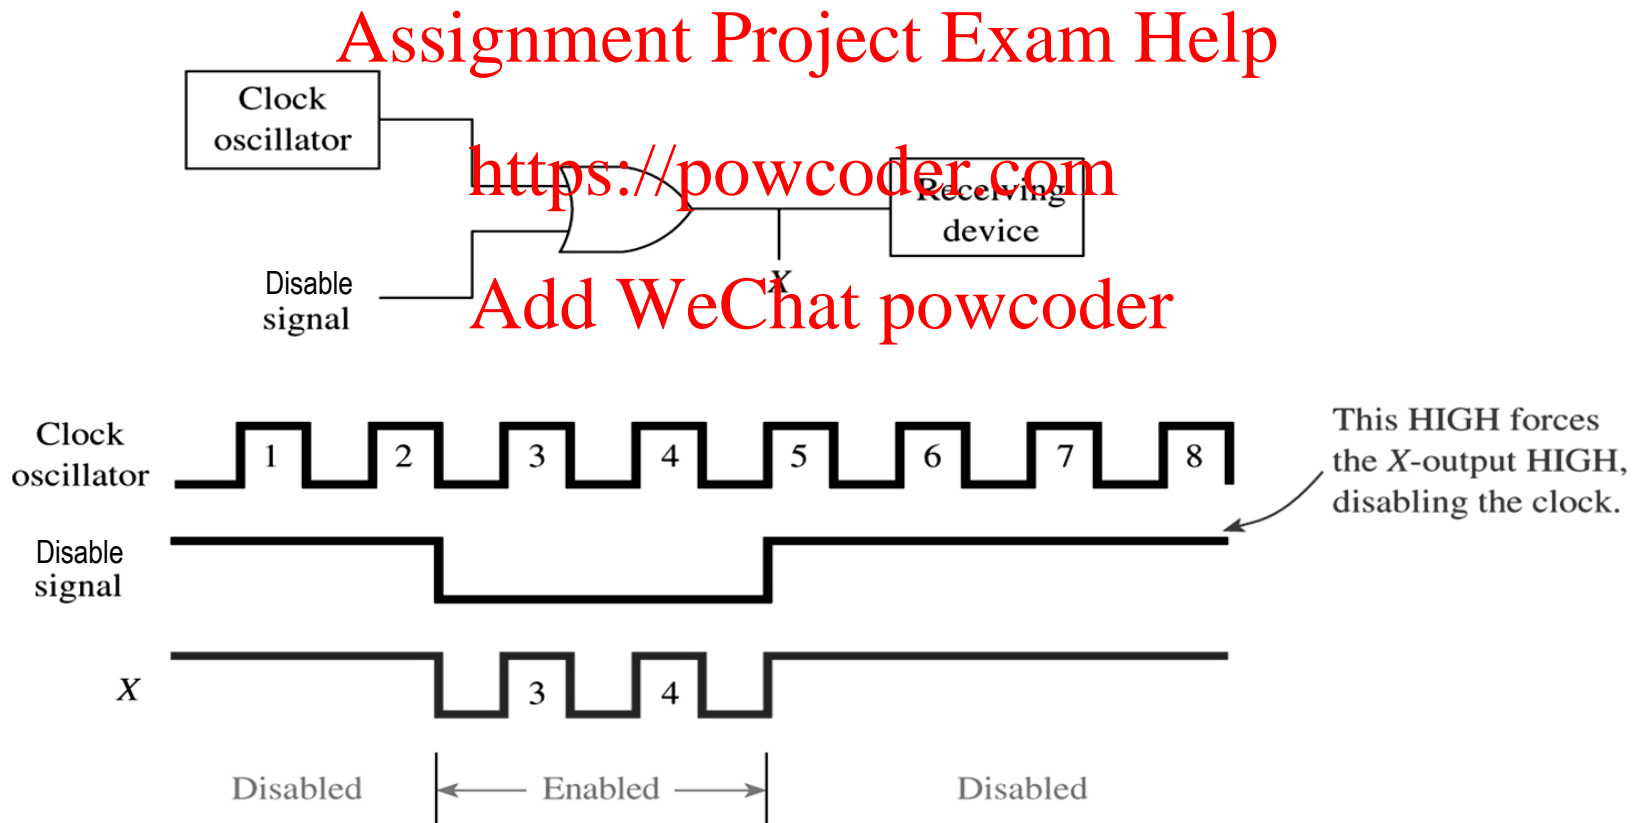 Assignment Project Exam Help
Clock
oscillator
https://powcoder.com
Receiving
device
Disable
signal
X
Add WeChat powcoder
Clock
oscillator
1 2 3 4 5 6 7 8
This HIGH forces
the X-output HIGH,
disabling the clock.
Disable
signal
X
3 4
Disabled Enabled Disabled